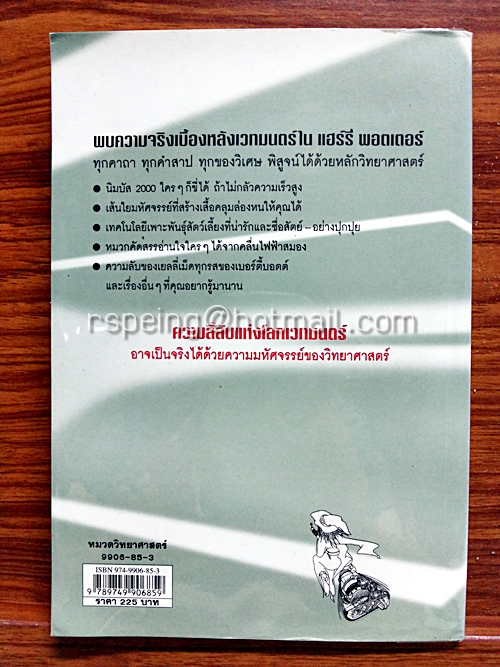 พบความจริงเบื้องหลังเวทมนตร์ใน แฮร์รี่ พอตเตอร์
ทุกคาถา ทุกคำสาป ทุกของวิเศษ พิสูจน์ได้ด้วยหลักวิทยาศาสตร์
● นิมบัส 2000 ใครๆ ก็ขี่ได้ ถ้าไม่กลัวความเร็วสูง
● เส้นใยมหัศจรรย์ที่สร้างเสื้อคลุมล่องหนให้คุณได้
● เทคโนโลยีเพาะพันธุ์สัตว์เลี้ยงที่น่ารักและซื่อสัตย์ – อย่างปุกปุย
● หมวกคัดสรรอ่านใจใครๆ ได้จากคลื่นไฟฟ้าสมอง
● ความลับของเยลลี่เม็ดทุกรสของเบอร์ตี้บอตต์
และเรื่องอื่นๆ ที่คุณอยากรู้มานาน
rspeing@hotmail.com
ความลี้ลับแห่งโลกเวทมนตร์
อาจเป็นจริงได้ด้วยความมหัศจรรย์ของวิทยาศาสตร์
หมวดวิทยาศาสตร์
9906-85-3
ISBN 974-9906-85-3
9 789749 906859
ราคา 225 บาท